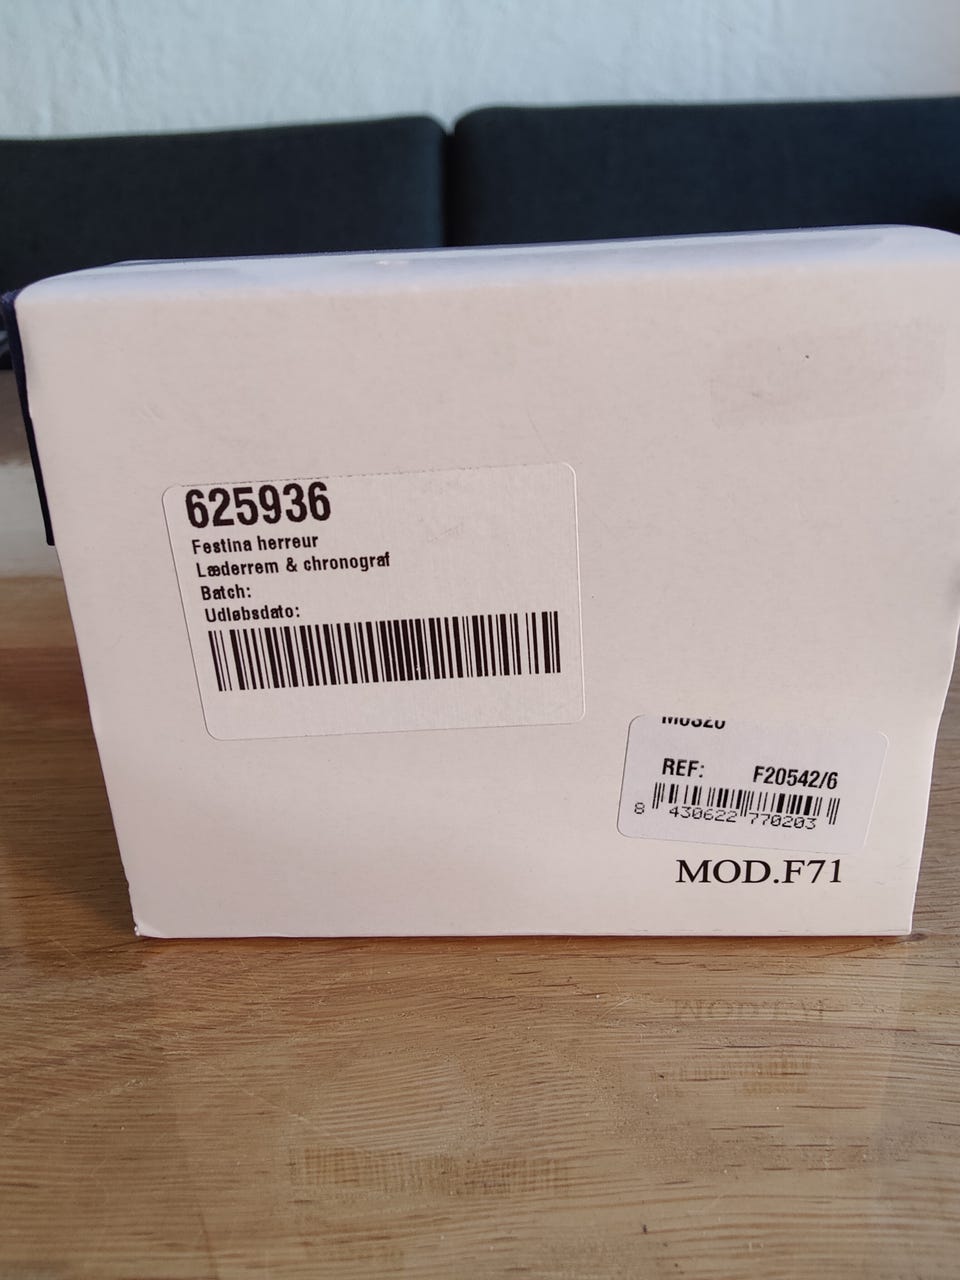 625936
Festina herreur
Læderrem & chronograf
Batch:
Udløbsdato:
REF: F20542/6
8 430622 770203
MOD.F71